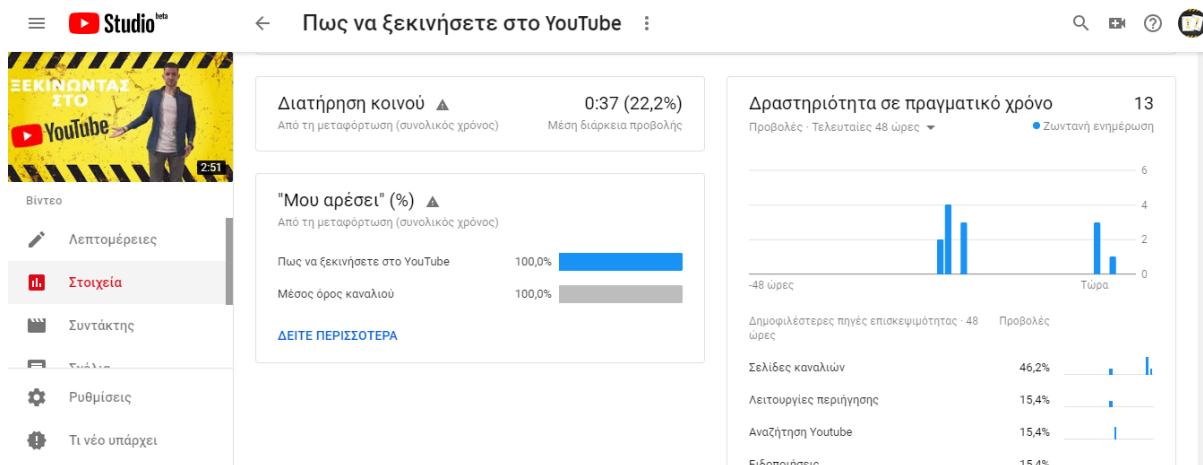 Studio beta
Πως να ξεκινήσετε στο YouTube
ΞΕΚΙΝΩΝΤΑΣ
ΣΤΟ
YouTube
2:51
Βίντεο
Λεπτομέρειες
Στοιχεία
Συντάκτης
Σχόλια
Ρυθμίσεις
Τι νέο υπάρχει
Διατήρηση κοινού
0:37 (22,2%)
Από τη μεταφόρτωση (συνολικός χρόνος)
Μέση διάρκεια προβολής
"Μου αρέσει" (%)
Από τη μεταφόρτωση (συνολικός χρόνος)
Πως να ξεκινήσετε στο YouTube 100,0%
Μέσος όρος καναλιού 100,0%
ΔΕΙΤΕ ΠΕΡΙΣΣΟΤΕΡΑ
Δραστηριότητα σε πραγματικό χρόνο 13
Προβολές · Τελευταίες 48 ώρες
Ζωντανή ενημέρωση
6
4
2
0
-48 ώρες
Τώρα
Δημοφιλέστερες πηγές επισκεψιμότητας · 48 Προβολές
ώρες
Σελίδες καναλιών 46,2%
Λειτουργίες περιήγησης 15,4%
Αναζήτηση Youtube 15,4%
Ειδοποιήσεις 15,4%